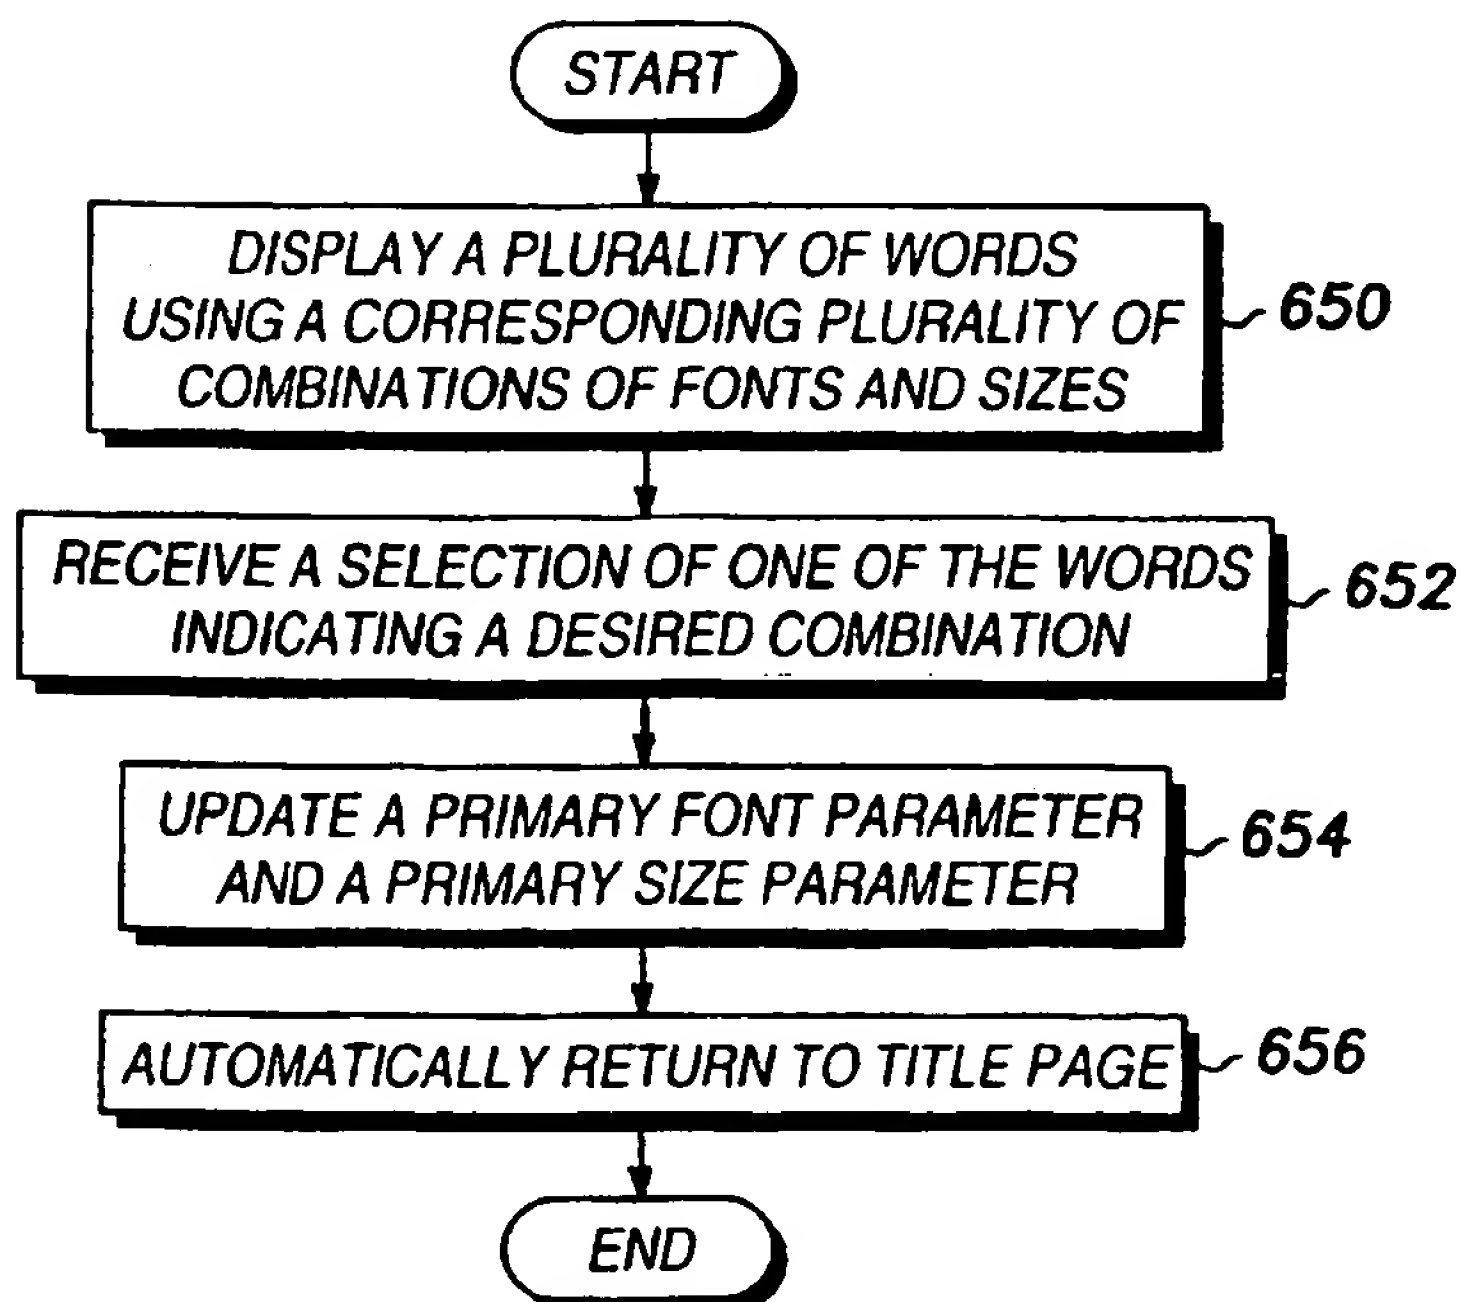 START
DISPLAY A PLURALITY OF WORDS
USING A CORRESPONDING PLURALITY OF
COMBINATIONS OF FONTS AND SIZES
650
RECEIVE A SELECTION OF ONE OF THE WORDS
INDICATING A DESIRED COMBINATION
652
UPDATE A PRIMARY FONT PARAMETER
AND A PRIMARY SIZE PARAMETER
654
AUTOMATICALLY RETURN TO TITLE PAGE
656
END